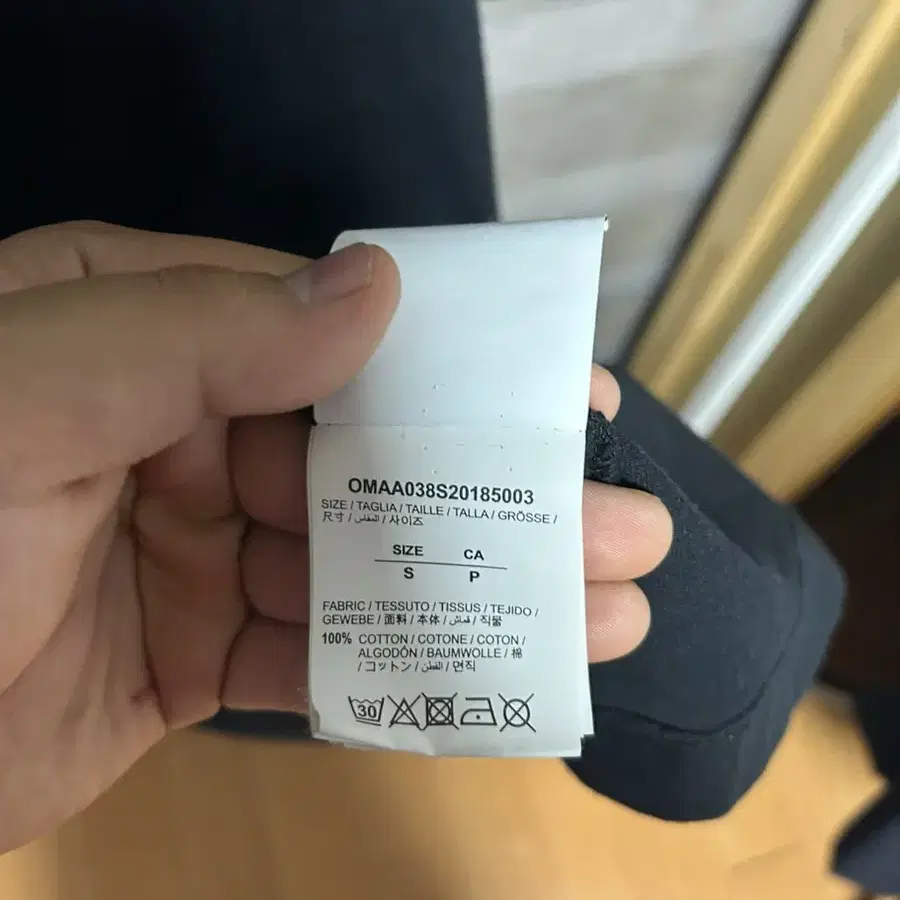 OMAA038S20185003
SIZE / TAGLIA / TAILLE / TALLA / GRÖSSE /
尺寸 / المقاس / 사이즈
SIZE CA
S P
FABRIC / TESSUTO / TISSUS / TEJIDO /
GEWEBE / 面料 / 本体 / قماش / 직물
100% COTTON / COTONE / COTON /
ALGODÓN / BAUMWOLLE / 棉
/ コットン / القطن / 면직
30